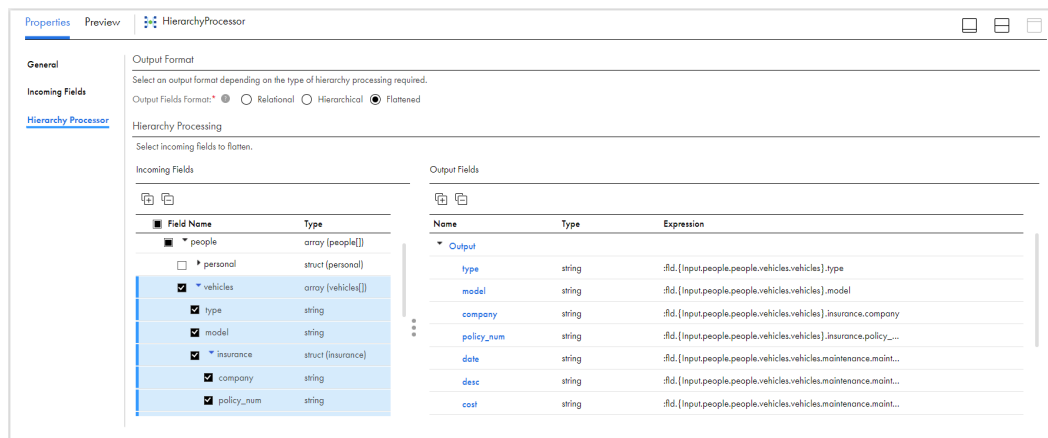 Properties Preview HierarchyProcessor
General
Incoming Fields
Hierarchy Processor
Output Format
Select an output format depending on the type of hierarchy processing required.
Output Fields Format:* Relational Hierarchical Flattened
Hierarchy Processing
Select incoming fields to flatten.
Incoming Fields
Field Name Type
people array (people[])
personal struct (personal)
vehicles array (vehicles[])
type string
model string
insurance struct (insurance)
company string
policy_num string
Output Fields
Name Type Expression
Output
type string :fld.{Input.people.people.vehicles.vehicles}.type
model string :fld.{Input.people.people.vehicles.vehicles}.model
company string :fld.{Input.people.people.vehicles.vehicles}.insurance.company
policy_num string :fld.{Input.people.people.vehicles.vehicles}.insurance.policy_...
date string :fld.{Input.people.people.vehicles.vehicles.maintenance.maint...
desc string :fld.{Input.people.people.vehicles.vehicles.maintenance.maint...
cost string :fld.{Input.people.people.vehicles.vehicles.maintenance.maint...